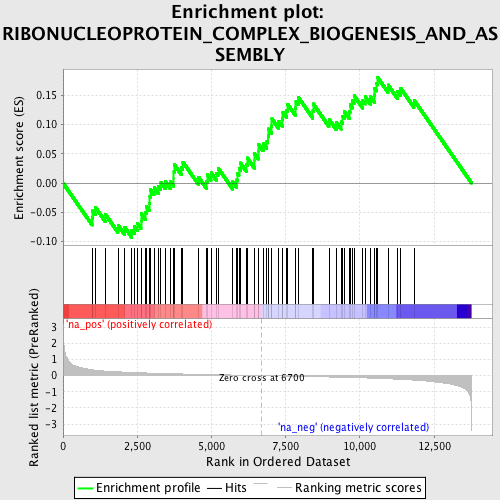 Enrichment plot:
RIBONUCLEOPROTEIN_COMPLEX_BIOGENESIS_AND_AS
SEMBLY
Enrichment score (ES)
0.15
0.10
0.05
0.00
-0.05
-0.10
'na_pos' (positively correlated)
Ranked list metric (PreRanked)
3
2
1
0
-1
-2
-3
Zero cross at 6700
'na_neg' (negatively correlated)
0
2,500
5,000
7,500
10,000
12,500
Rank in Ordered Dataset
Enrichment profile
Hits
Ranking metric scores